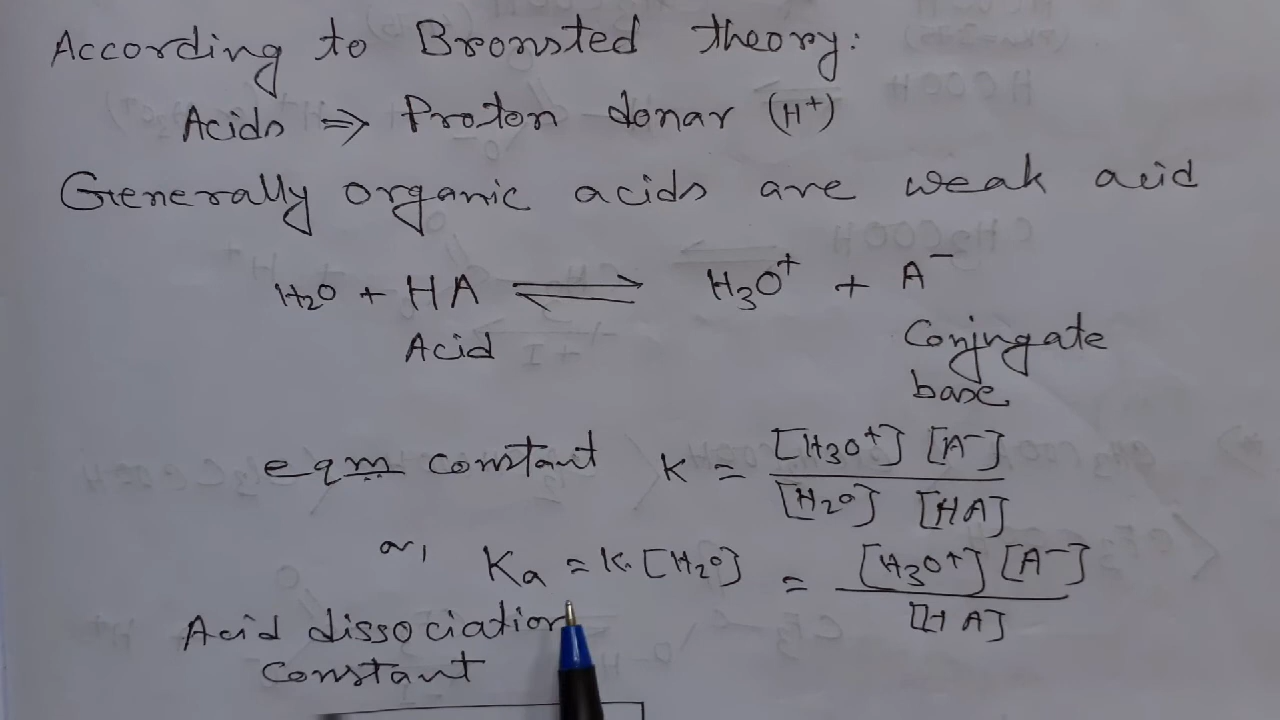 According to Bronsted theory:
Acids ⇒ Proton donar (H⁺)
Generally organic acids are weak acid
H₂O + HA ⇌ H₃O⁺ + A⁻
Acid Conjugate
base
eqm constant K = [H₃O⁺] [A⁻] / [H₂O] [HA]
or, Ka = K. [H₂O] = [H₃O⁺] [A⁻] / [HA]
Acid dissociation
constant